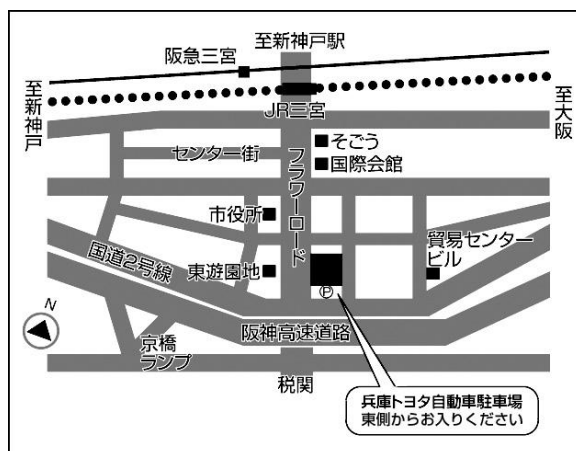 至新神戸駅
阪急三宮
至新神戸
至大阪
JR三宮
そごう
センター街
フラワーロード
国際会館
市役所
貿易センター
ビル
国道2号線
東遊園地
P
N
阪神高速道路
京橋
ランプ
税関
兵庫トヨタ自動車駐車場
東側からお入りください